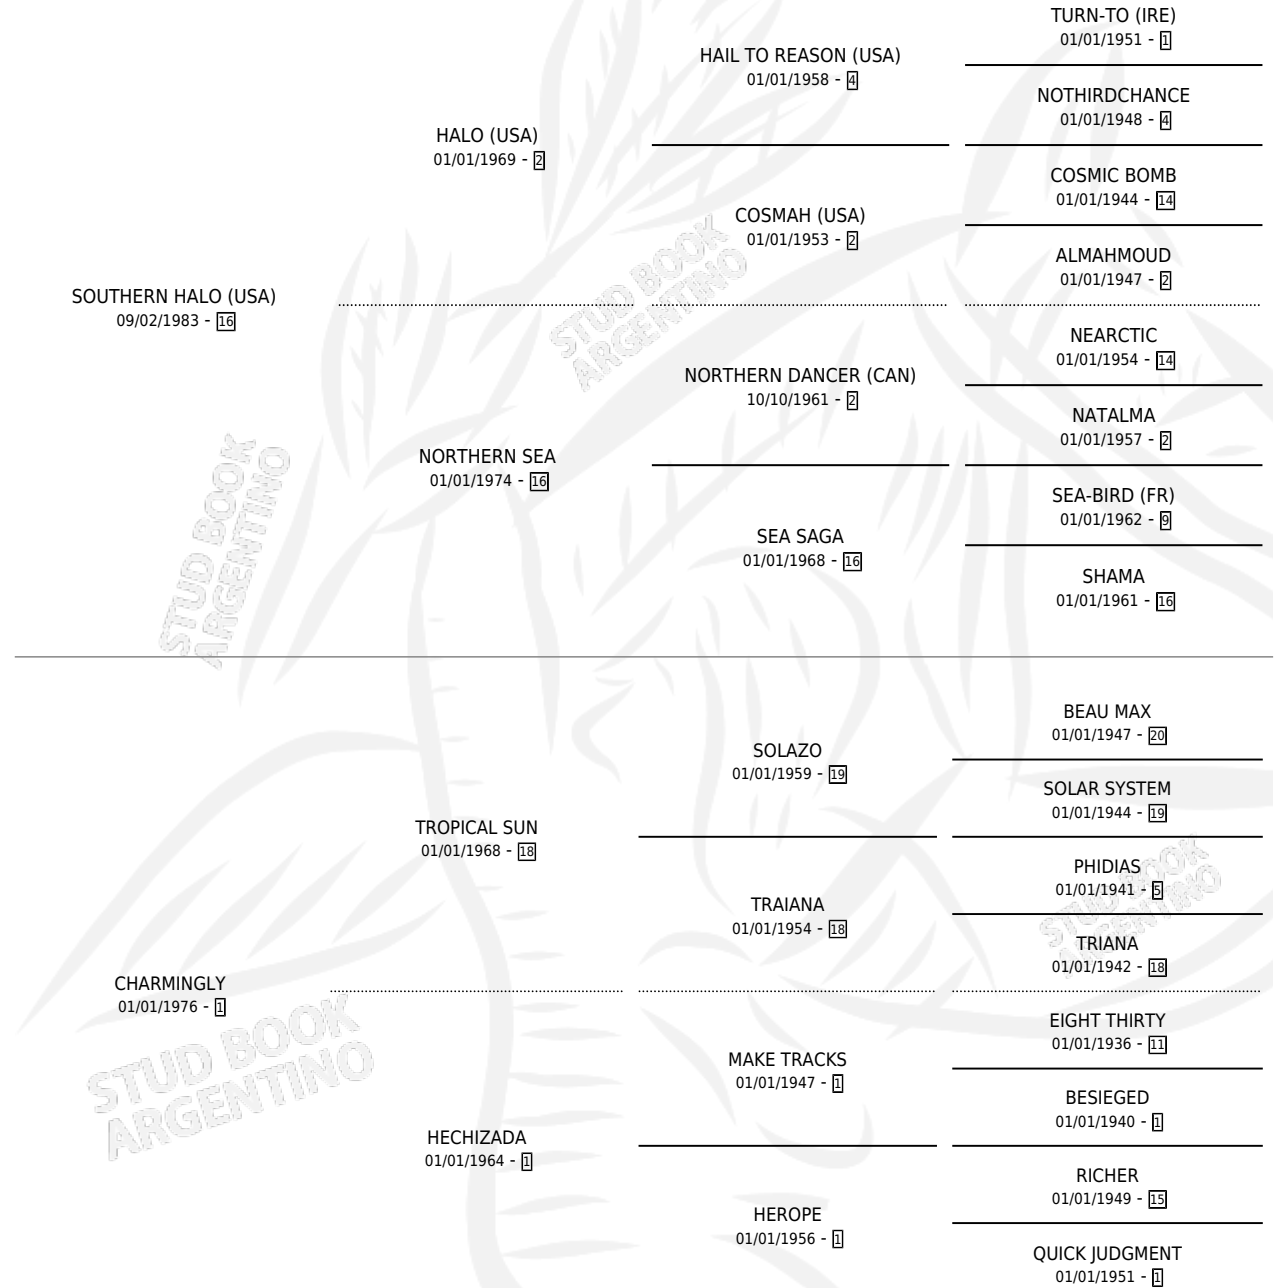 TURN-TO (IRE)
01/01/1951 - 1
HAIL TO REASON (USA)
01/01/1958 - 4
NOTHIRDCHANCE
01/01/1948 - 4
HALO (USA)
01/01/1969 - 2
COSMIC BOMB
01/01/1944 - 14
COSMAH (USA)
01/01/1953 - 2
ALMAHMOUD
01/01/1947 - 2
SOUTHERN HALO (USA)
09/02/1983 - 16
NEARCTIC
01/01/1954 - 14
NORTHERN DANCER (CAN)
10/10/1961 - 2
NATALMA
01/01/1957 - 2
NORTHERN SEA
01/01/1974 - 16
SEA-BIRD (FR)
01/01/1962 - 9
SEA SAGA
01/01/1968 - 16
SHAMA
01/01/1961 - 16
BEAU MAX
01/01/1947 - 20
SOLAZO
01/01/1959 - 19
SOLAR SYSTEM
01/01/1944 - 19
TROPICAL SUN
01/01/1968 - 18
PHIDIAS
01/01/1941 - 5
TRAIANA
01/01/1954 - 18
TRIANA
01/01/1942 - 18
CHARMINGLY
01/01/1976 - 1
EIGHT THIRTY
01/01/1936 - 11
MAKE TRACKS
01/01/1947 - 1
BESIEGED
01/01/1940 - 1
HECHIZADA
01/01/1964 - 1
RICHER
01/01/1949 - 15
HEROPE
01/01/1956 - 1
QUICK JUDGMENT
01/01/1951 - 1
STUD BOOK
ARGENTINO
STUD BOOK
ARGENTINO
STUD BOOK
ARGENTINO
STUD BOOK
ARGENTINO